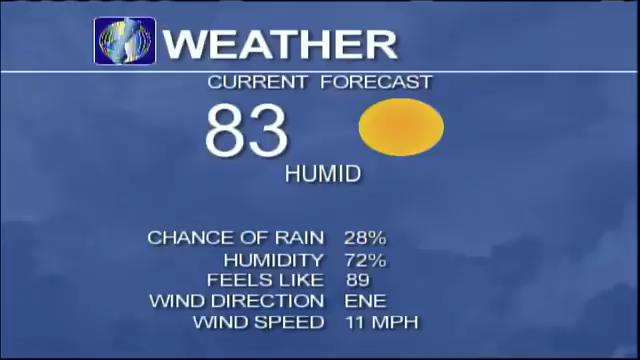 WEATHER
CURRENT FORECAST
83
HUMID
CHANCE OF RAIN 28%
HUMIDITY 72%
FEELS LIKE 89
WIND DIRECTION ENE
WIND SPEED 11 MPH